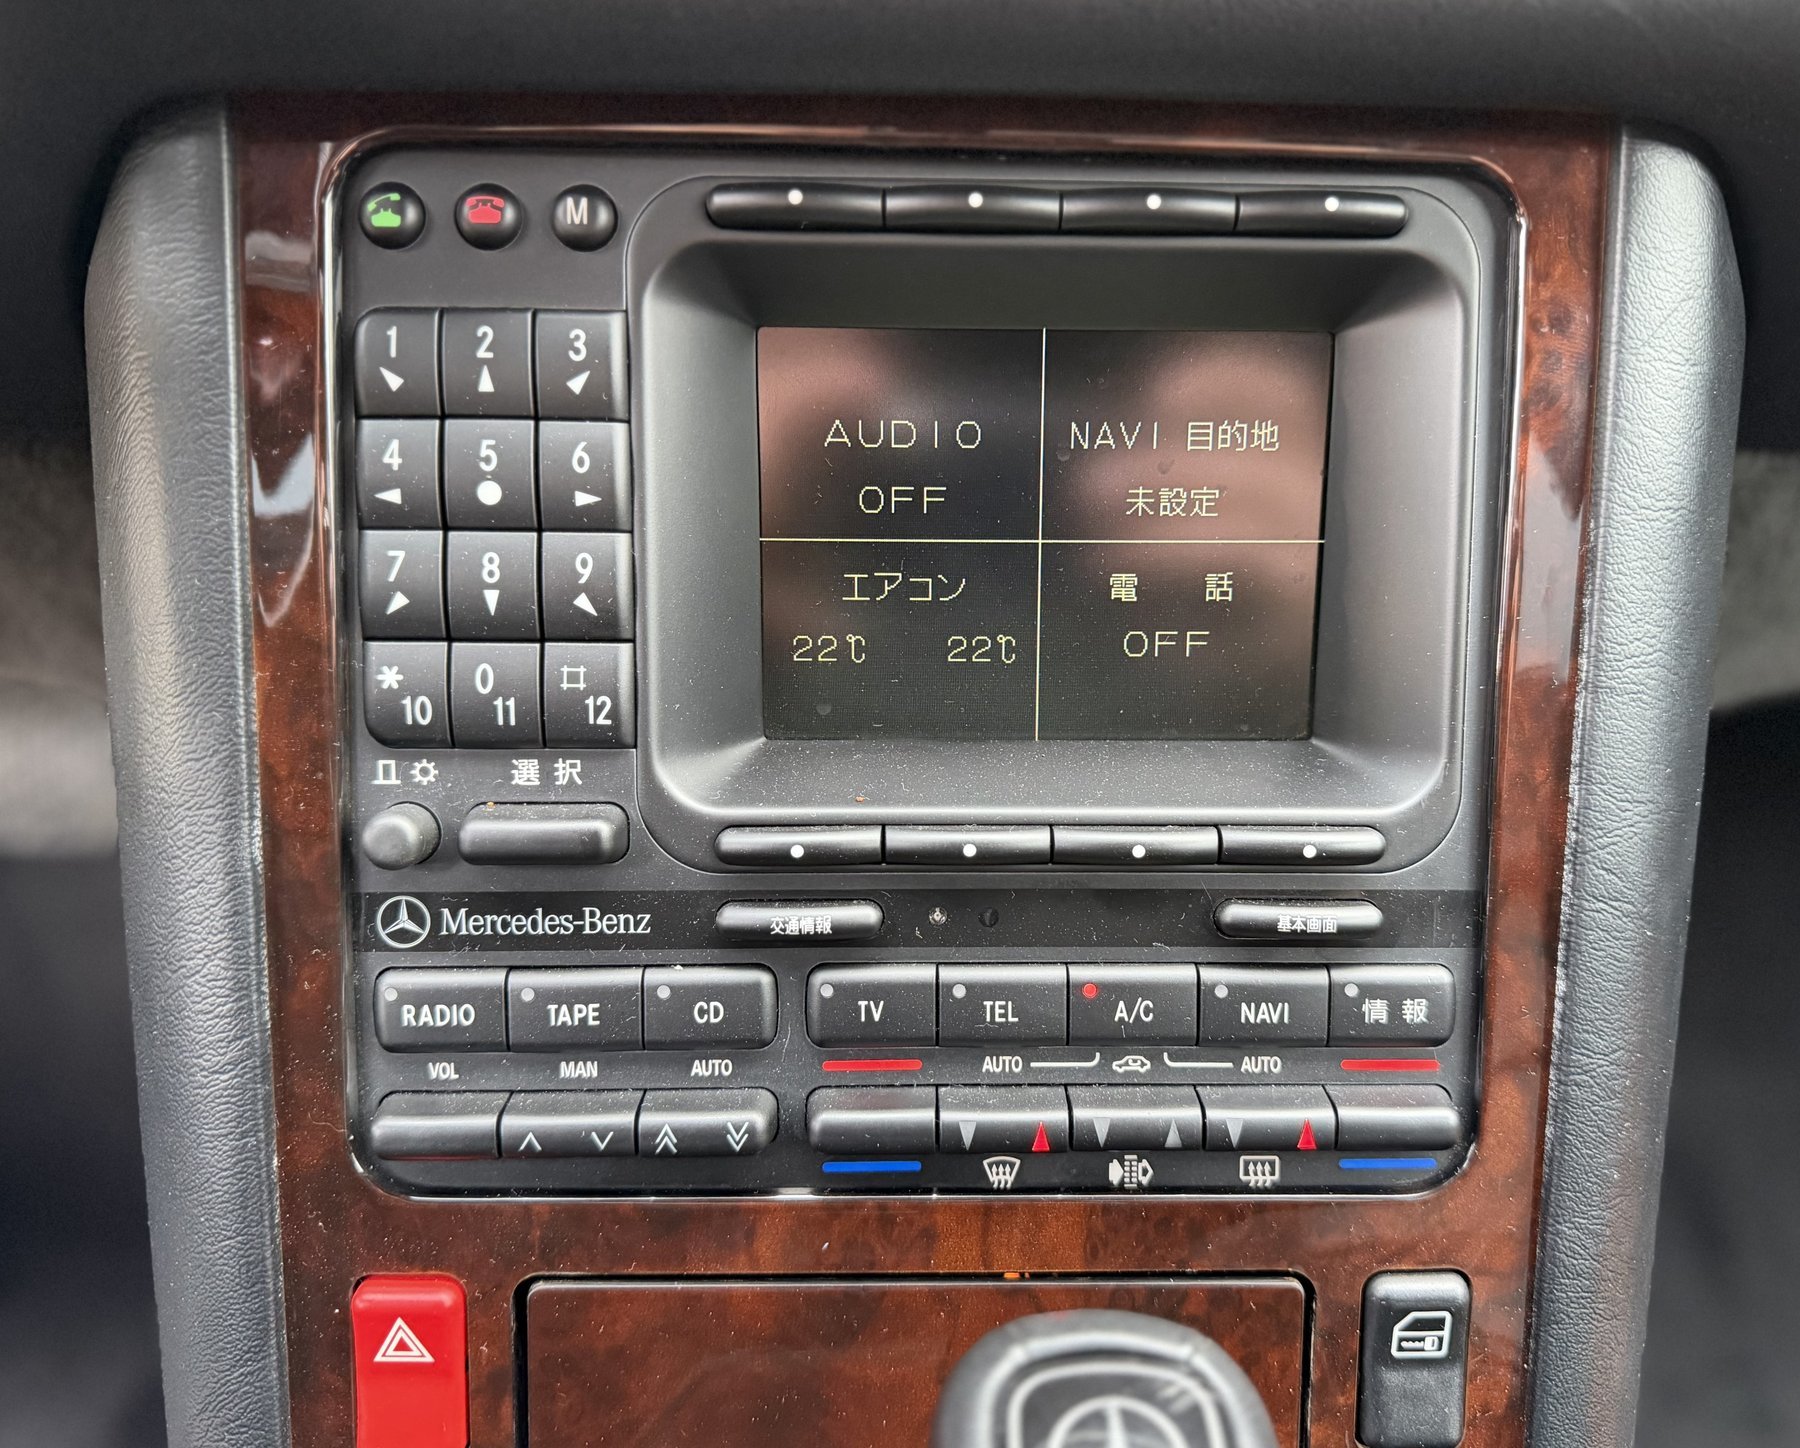 M
1 2 3
4 5 6
7 8 9
* 10 0 11 # 12
選択
AUDIO
OFF
NAVI 目的地
未設定
エアコン
22℃ 22℃
電 話
OFF
Mercedes-Benz
交通情報
基本画面
RADIO TAPE CD
TV TEL A/C NAVI 情報
VOL MAN AUTO
AUTO AUTO